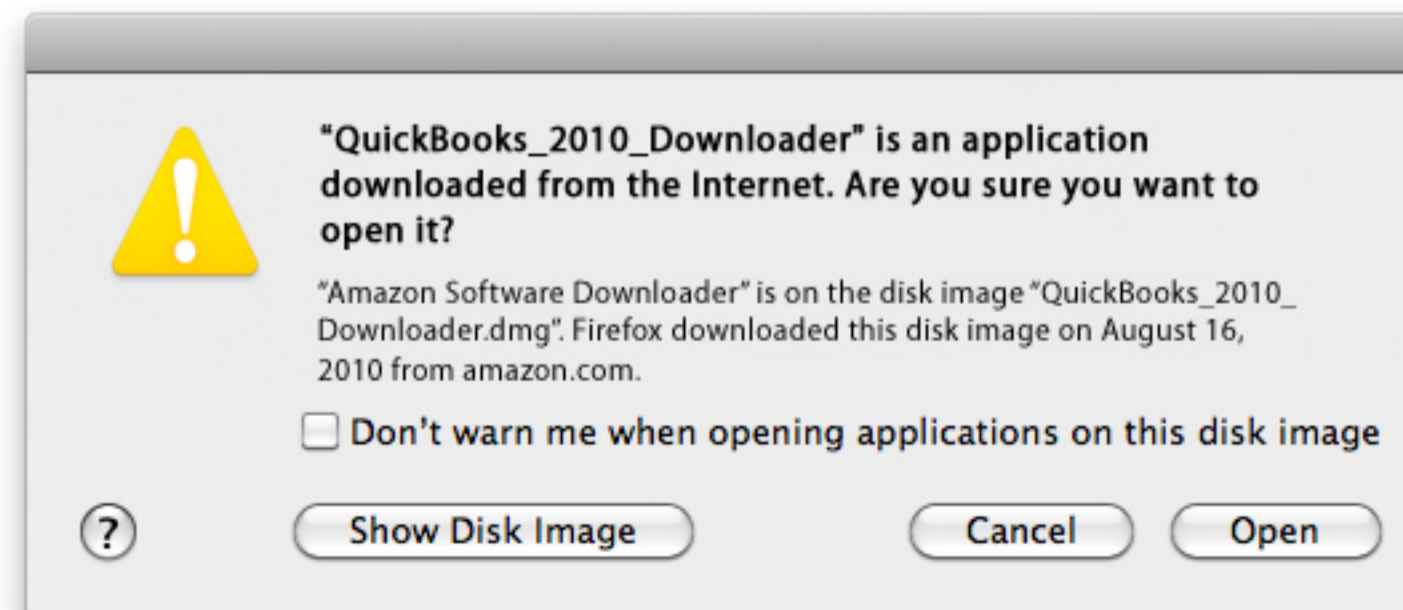 “QuickBooks_2010_Downloader” is an application
downloaded from the Internet. Are you sure you want to
open it?
“Amazon Software Downloader” is on the disk image “QuickBooks_2010_
Downloader.dmg”. Firefox downloaded this disk image on August 16,
2010 from amazon.com.
Don’t warn me when opening applications on this disk image
? Show Disk Image Cancel Open